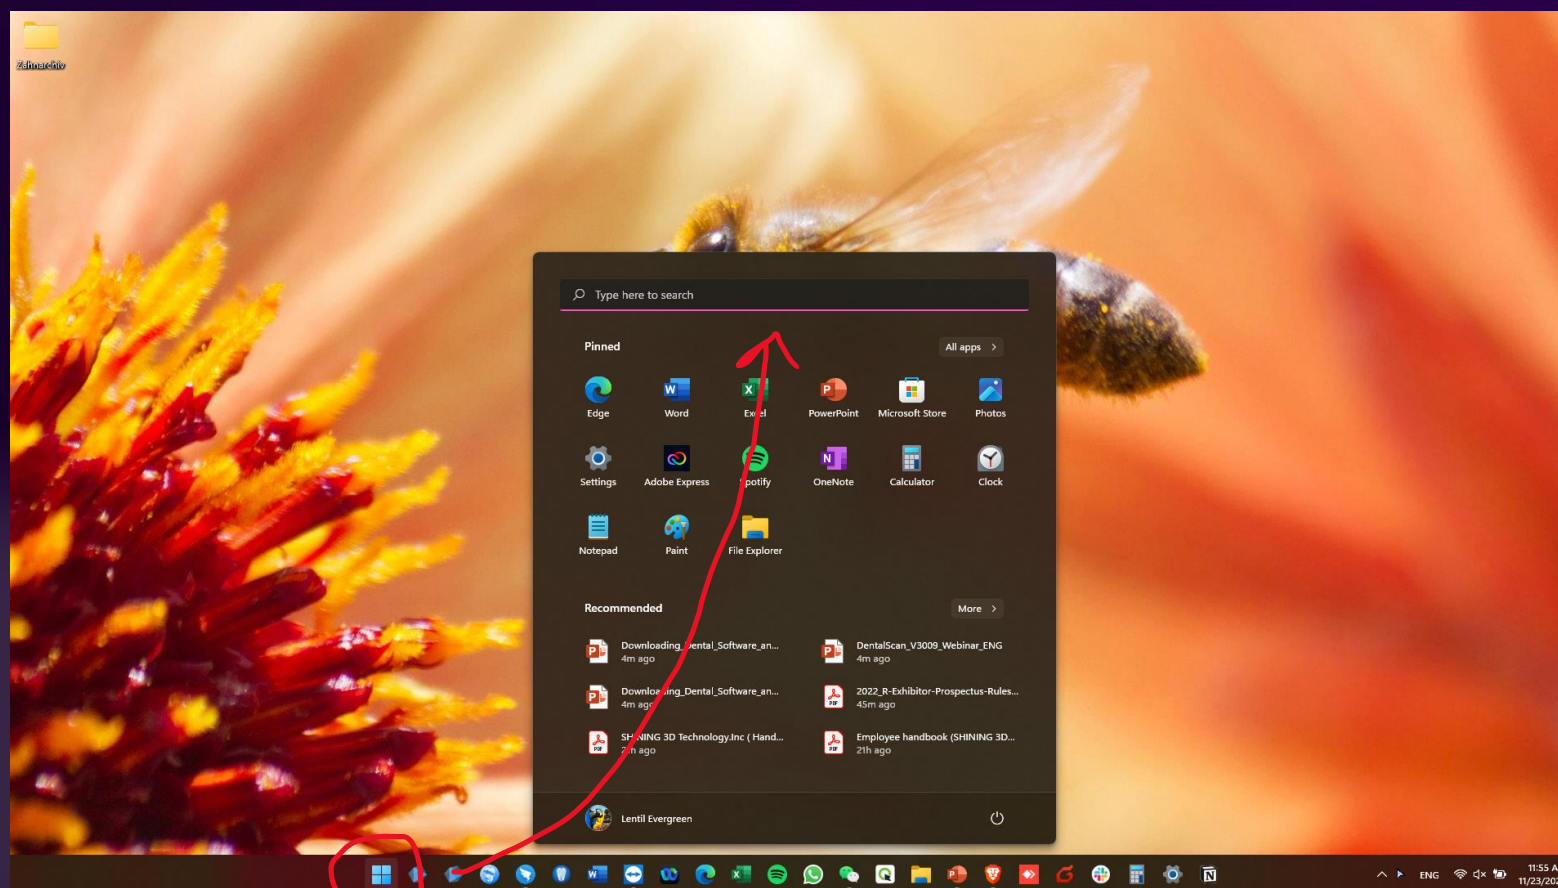 Zahnarchiv
Type here to search
Pinned
All apps
Edge
Word
Excel
PowerPoint
Microsoft Store
Photos
Settings
Adobe Express
Spotify
OneNote
Calculator
Clock
Notepad
Paint
File Explorer
Recommended
More
Downloading_Dental_Software_an...
4m ago
DentalScan_V3009_Webinar_ENG
4m ago
Downloading_Dental_Software_an...
4m ago
2022_R-Exhibitor-Prospectus-Rules...
45m ago
SHINING 3D Technology.Inc ( Hand...
ago
Employee handbook (SHINING 3D...
21h ago
Lentil Evergreen
ENG
11:55 A
11/23/202